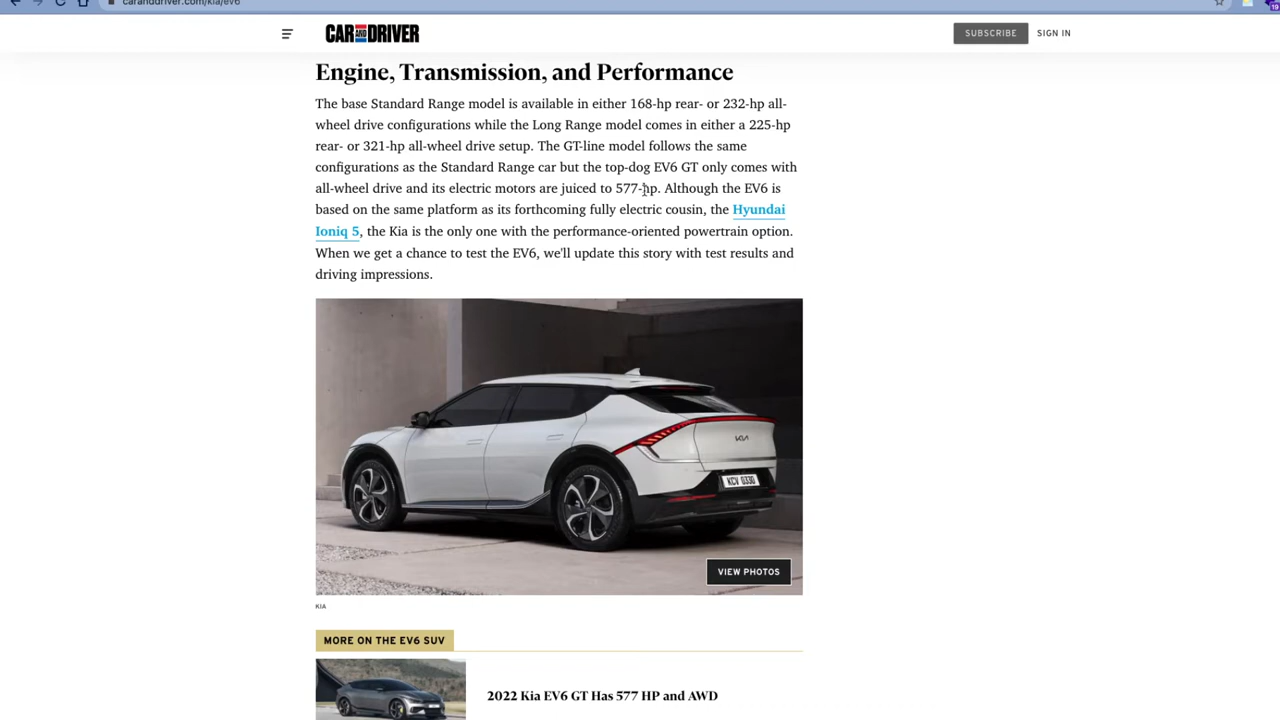 caranddriver.com/kia/ev6
19
CAR AND DRIVER
SUBSCRIBE
SIGN IN
Engine, Transmission, and Performance
The base Standard Range model is available in either 168-hp rear- or 232-hp all-
wheel drive configurations while the Long Range model comes in either a 225-hp
rear- or 321-hp all-wheel drive setup. The GT-line model follows the same
configurations as the Standard Range car but the top-dog EV6 GT only comes with
all-wheel drive and its electric motors are juiced to 577-hp. Although the EV6 is
based on the same platform as its forthcoming fully electric cousin, the Hyundai
Ioniq 5, the Kia is the only one with the performance-oriented powertrain option.
When we get a chance to test the EV6, we'll update this story with test results and
driving impressions.
KIA
KCV 0330
VIEW PHOTOS
KIA
MORE ON THE EV6 SUV
2022 Kia EV6 GT Has 577 HP and AWD